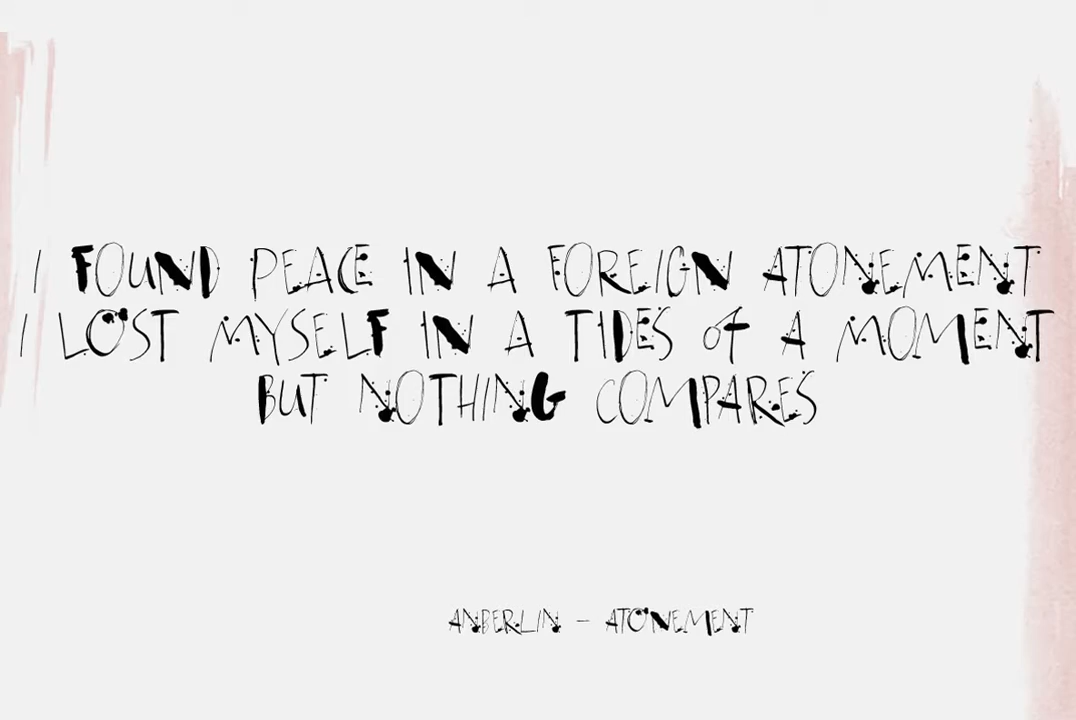 I FOUND PEACE IN A FOREIGN ATONEMENT
I LOST MYSELF IN A TIDES OF A MOMENT
BUT NOTHING COMPARES
ANBERLIN – ATONEMENT